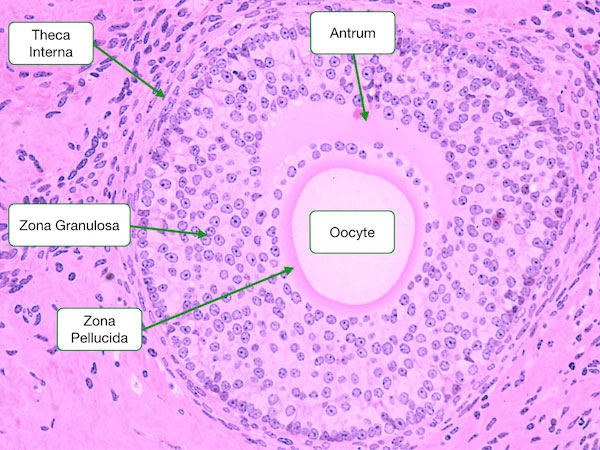 Theca
Interna
Antrum
Zona Granulosa
Oocyte
Zona
Pellucida